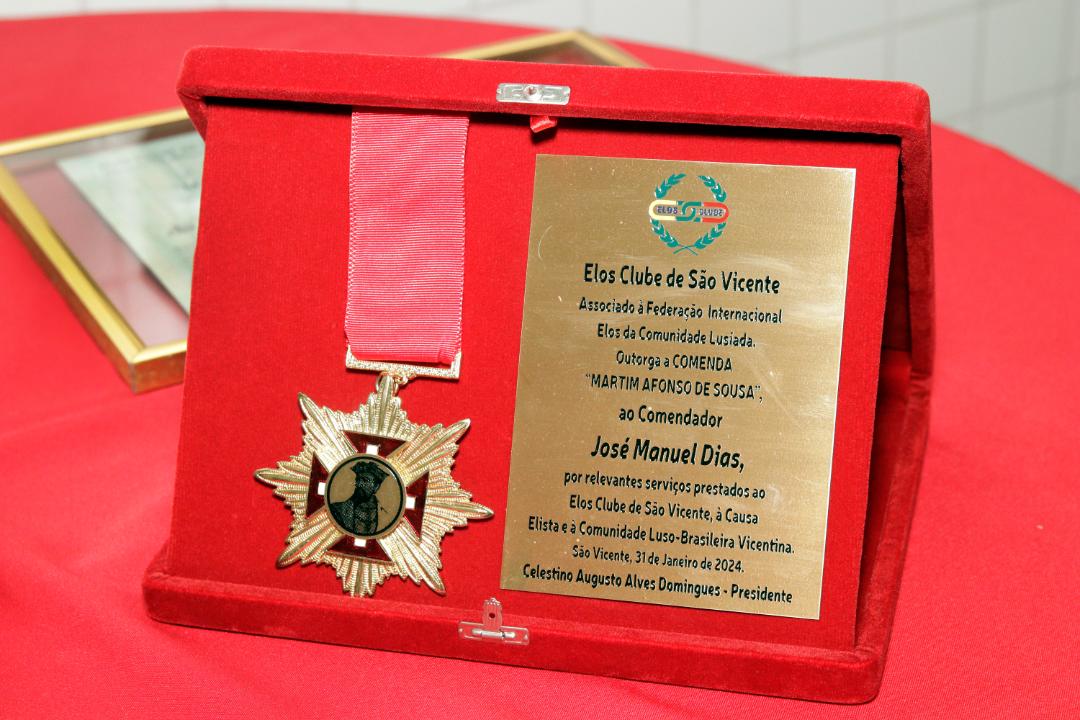 ELOS CLUBE
Elos Clube de São Vicente
Associado à Federação Internacional
Elos da Comunidade Lusíada.
Outorga a COMENDA
"MARTIM AFONSO DE SOUSA",
ao Comendador
José Manuel Dias,
por relevantes serviços prestados ao
Elos Clube de São Vicente, à Causa
Elista e à Comunidade Luso-Brasileira Vicentina.
São Vicente, 31 de Janeiro de 2024.
Celestino Augusto Alves Domingues - Presidente